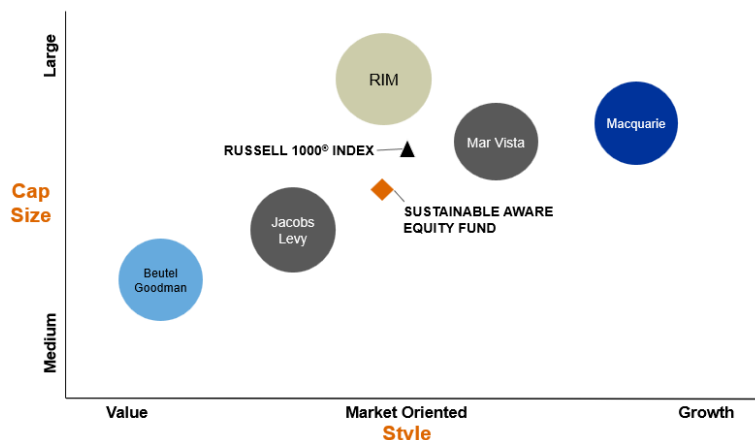 Large
RIM
Macquarie
Mar Vista
RUSSELL 1000® INDEX
Cap
Size
SUSTAINABLE AWARE
EQUITY FUND
Jacobs
Levy
Beutel
Goodman
Medium
Value
Market Oriented
Growth
Style